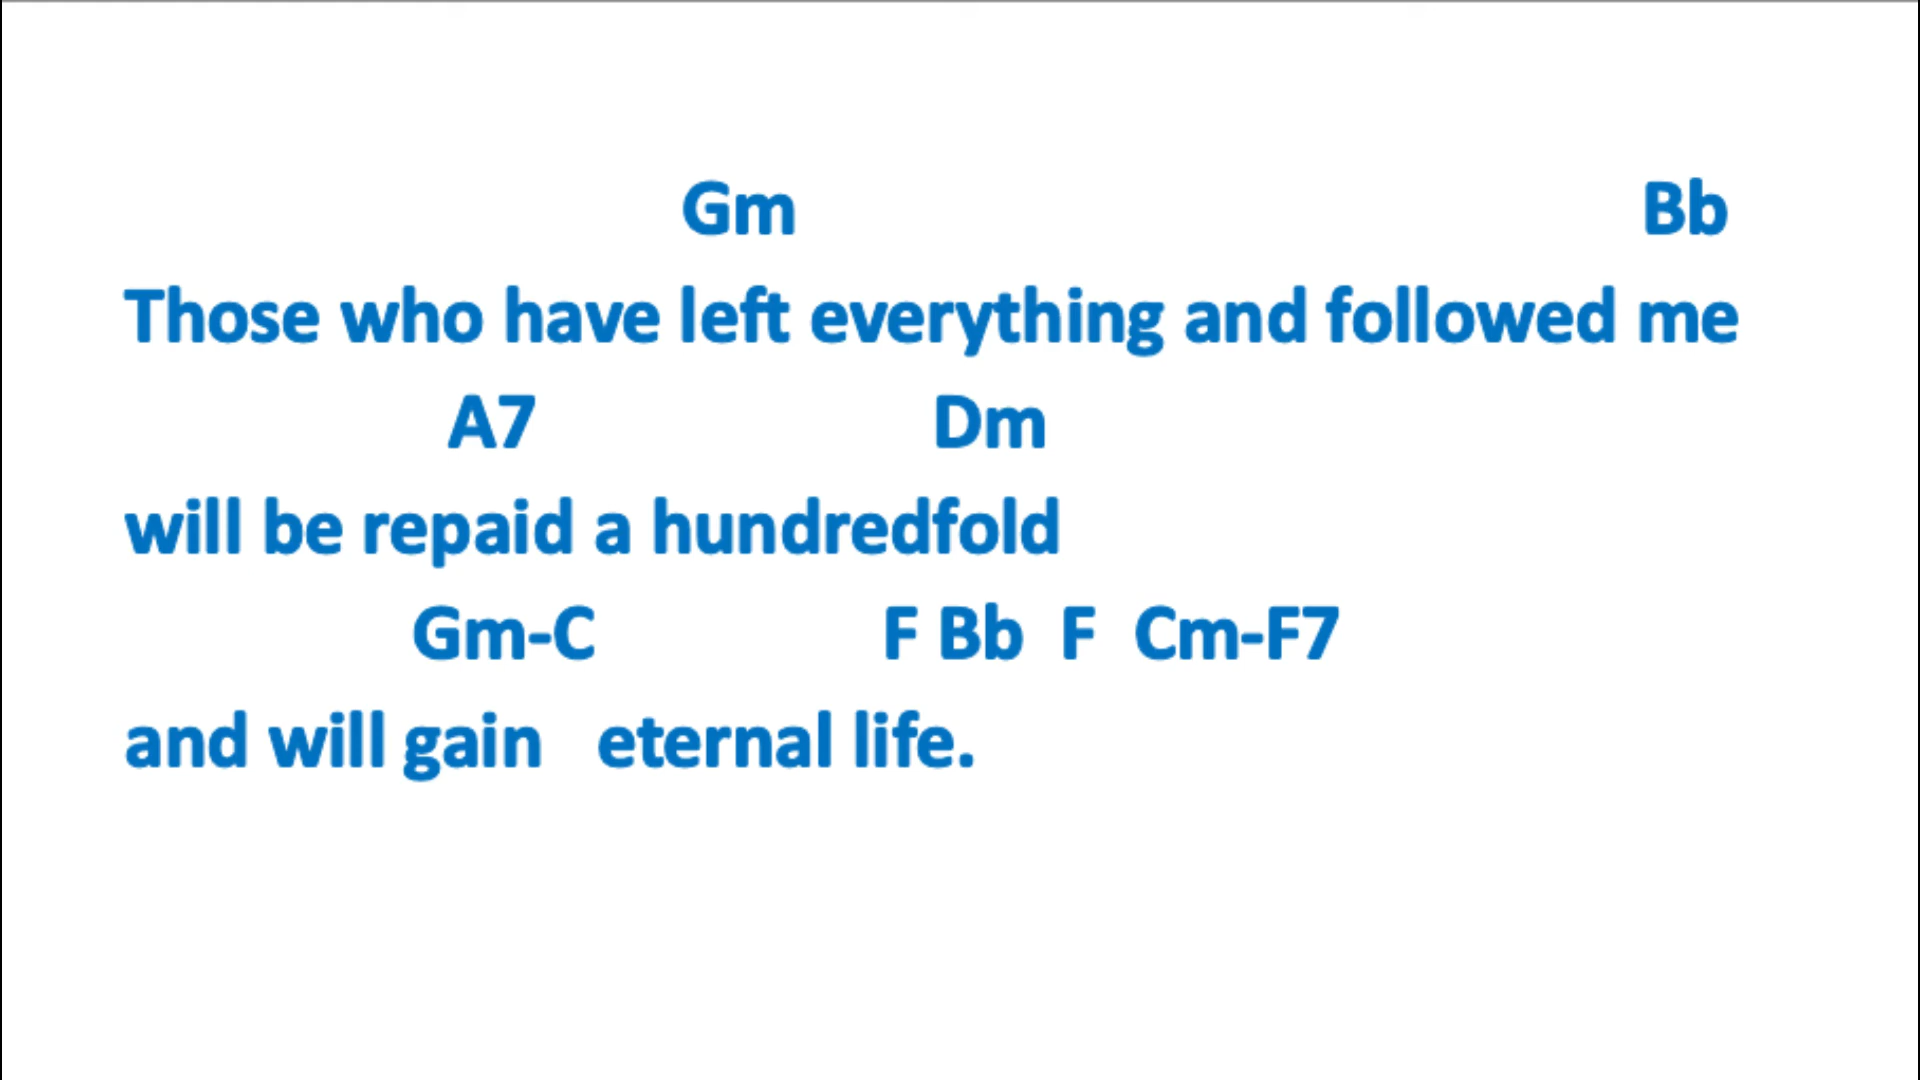 Gm Bb
Those who have left everything and followed me
A7 Dm
will be repaid a hundredfold
Gm-C F Bb F Cm-F7
and will gain eternal life.